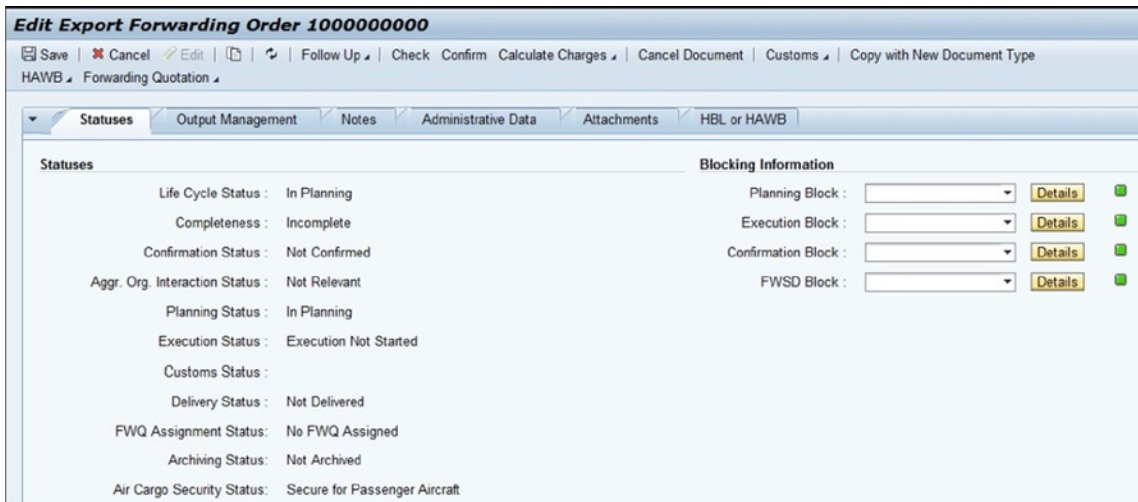 Edit Export Forwarding Order 1000000000
Save | Cancel Edit | Follow Up | Check Confirm Calculate Charges | Cancel Document | Customs | Copy with New Document Type
HAWB Forwarding Quotation
Statuses Output Management Notes Administrative Data Attachments HBL or HAWB
Statuses Blocking Information
Life Cycle Status : In Planning Planning Block : Details
Completeness : Incomplete Execution Block : Details
Confirmation Status : Not Confirmed Confirmation Block : Details
Aggr. Org. Interaction Status : Not Relevant FWSD Block : Details
Planning Status : In Planning
Execution Status : Execution Not Started
Customs Status :
Delivery Status : Not Delivered
FWQ Assignment Status: No FWQ Assigned
Archiving Status: Not Archived
Air Cargo Security Status: Secure for Passenger Aircraft